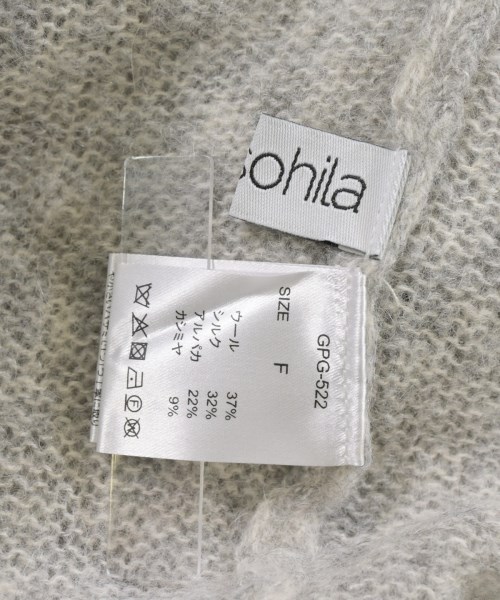 sohila
GPG-522
SIZE F
ウール 37%
シルク 32%
アルパカ 22%
カシミヤ 9%